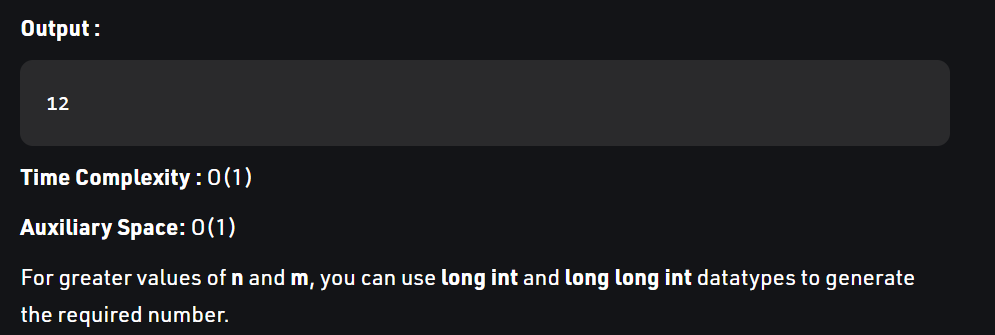 Output :
12
Time Complexity : O(1)
Auxiliary Space: O(1)
For greater values of n and m, you can use long int and long long int datatypes to generate
the required number.